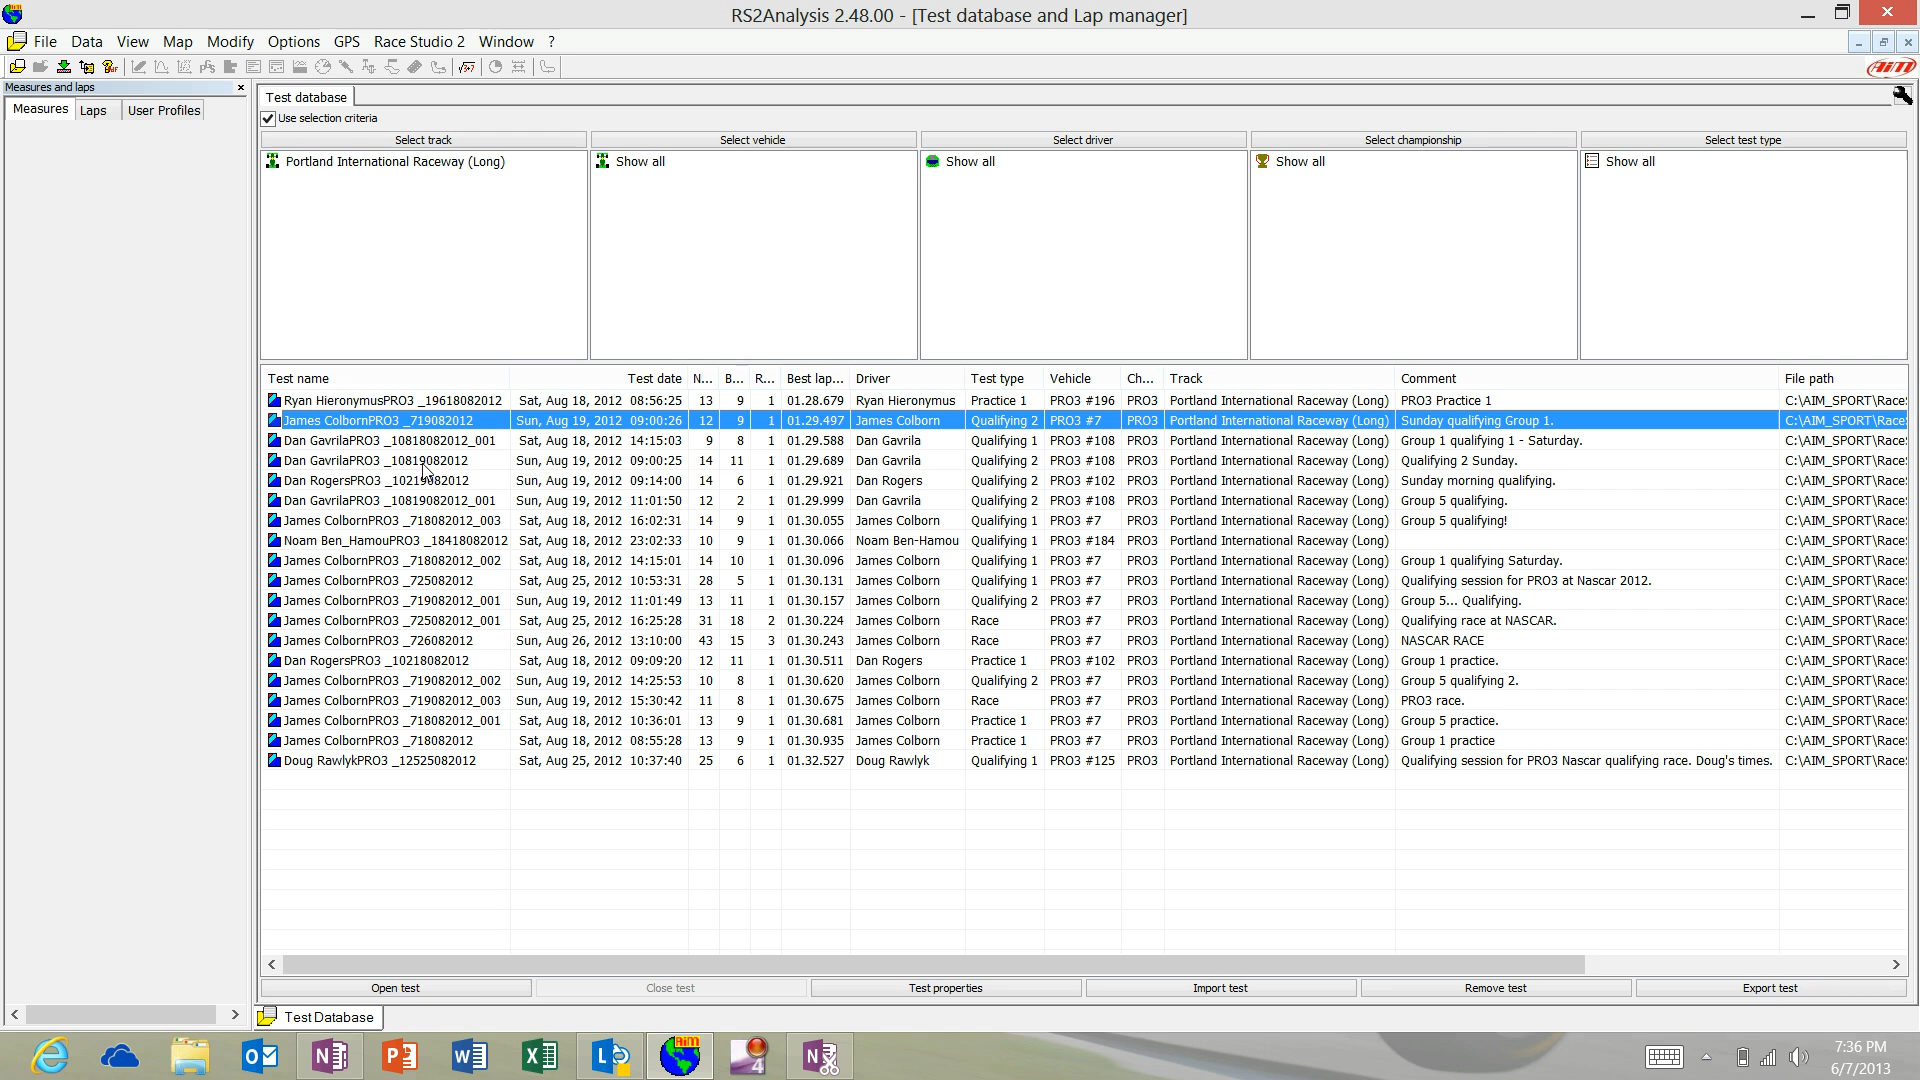 RS2Analysis 2.48.00 - [Test database and Lap manager]
File Data View Map Modify Options GPS Race Studio 2 Window ?
AiM
Measures and laps
Measures Laps User Profiles
Test database
Use selection criteria
Select track Select vehicle Select driver Select championship Select test type
Portland International Raceway (Long) Show all Show all Show all Show all
Test name Test date N... B... R... Best lap... Driver Test type Vehicle Ch... Track Comment File path
Ryan HieronymusPRO3 _19618082012 Sat, Aug 18, 2012 08:56:25 13 9 1 01.28.679 Ryan Hieronymus Practice 1 PRO3 #196 PRO3 Portland International Raceway (Long) PRO3 Practice 1 C:\AIM_SPORT\Race
James ColbornPRO3 _719082012 Sun, Aug 19, 2012 09:00:26 12 9 1 01.29.497 James Colborn Qualifying 2 PRO3 #7 PRO3 Portland International Raceway (Long) Sunday qualifying Group 1. C:\AIM_SPORT\Race
Dan GavrilaPRO3 _10818082012_001 Sat, Aug 18, 2012 14:15:03 9 8 1 01.29.588 Dan Gavrila Qualifying 1 PRO3 #108 PRO3 Portland International Raceway (Long) Group 1 qualifying 1 - Saturday. C:\AIM_SPORT\Race
Dan GavrilaPRO3 _10819082012 Sun, Aug 19, 2012 09:00:25 14 11 1 01.29.689 Dan Gavrila Qualifying 2 PRO3 #108 PRO3 Portland International Raceway (Long) Qualifying 2 Sunday. C:\AIM_SPORT\Race
Dan RogersPRO3 _10219082012 Sun, Aug 19, 2012 09:14:00 14 6 1 01.29.921 Dan Rogers Qualifying 2 PRO3 #102 PRO3 Portland International Raceway (Long) Sunday morning qualifying. C:\AIM_SPORT\Race
Dan GavrilaPRO3 _10819082012_001 Sun, Aug 19, 2012 11:01:50 12 2 1 01.29.999 Dan Gavrila Qualifying 2 PRO3 #108 PRO3 Portland International Raceway (Long) Group 5 qualifying. C:\AIM_SPORT\Race
James ColbornPRO3 _718082012_003 Sat, Aug 18, 2012 16:02:31 14 9 1 01.30.055 James Colborn Qualifying 1 PRO3 #7 PRO3 Portland International Raceway (Long) Group 5 qualifying! C:\AIM_SPORT\Race
Noam Ben_HamouPRO3 _18418082012 Sat, Aug 18, 2012 23:02:33 10 9 1 01.30.066 Noam Ben-Hamou Qualifying 1 PRO3 #184 PRO3 Portland International Raceway (Long) C:\AIM_SPORT\Race
James ColbornPRO3 _718082012_002 Sat, Aug 18, 2012 14:15:01 14 10 1 01.30.096 James Colborn Qualifying 1 PRO3 #7 PRO3 Portland International Raceway (Long) Group 1 qualifying Saturday. C:\AIM_SPORT\Race
James ColbornPRO3 _725082012 Sat, Aug 25, 2012 10:53:31 28 5 1 01.30.131 James Colborn Qualifying 1 PRO3 #7 PRO3 Portland International Raceway (Long) Qualifying session for PRO3 at Nascar 2012. C:\AIM_SPORT\Race
James ColbornPRO3 _719082012_001 Sun, Aug 19, 2012 11:01:49 13 11 1 01.30.157 James Colborn Qualifying 2 PRO3 #7 PRO3 Portland International Raceway (Long) Group 5... Qualifying. C:\AIM_SPORT\Race
James ColbornPRO3 _725082012_001 Sat, Aug 25, 2012 16:25:28 31 18 2 01.30.224 James Colborn Race PRO3 #7 PRO3 Portland International Raceway (Long) Qualifying race at NASCAR. C:\AIM_SPORT\Race
James ColbornPRO3 _726082012 Sun, Aug 26, 2012 13:10:00 43 15 3 01.30.243 James Colborn Race PRO3 #7 PRO3 Portland International Raceway (Long) NASCAR RACE C:\AIM_SPORT\Race
Dan RogersPRO3 _10218082012 Sat, Aug 18, 2012 09:09:20 12 11 1 01.30.511 Dan Rogers Practice 1 PRO3 #102 PRO3 Portland International Raceway (Long) Group 1 practice. C:\AIM_SPORT\Race
James ColbornPRO3 _719082012_002 Sun, Aug 19, 2012 14:25:53 10 8 1 01.30.620 James Colborn Qualifying 2 PRO3 #7 PRO3 Portland International Raceway (Long) Group 5 qualifying 2. C:\AIM_SPORT\Race
James ColbornPRO3 _719082012_003 Sun, Aug 19, 2012 15:30:42 11 8 1 01.30.675 James Colborn Race PRO3 #7 PRO3 Portland International Raceway (Long) PRO3 race. C:\AIM_SPORT\Race
James ColbornPRO3 _718082012_001 Sat, Aug 18, 2012 10:36:01 13 9 1 01.30.681 James Colborn Practice 1 PRO3 #7 PRO3 Portland International Raceway (Long) Group 5 practice. C:\AIM_SPORT\Race
James ColbornPRO3 _718082012 Sat, Aug 18, 2012 08:55:28 13 9 1 01.30.935 James Colborn Practice 1 PRO3 #7 PRO3 Portland International Raceway (Long) Group 1 practice C:\AIM_SPORT\Race
Doug RawlykPRO3 _12525082012 Sat, Aug 25, 2012 10:37:40 25 6 1 01.32.527 Doug Rawlyk Qualifying 1 PRO3 #125 PRO3 Portland International Raceway (Long) Qualifying session for PRO3 Nascar qualifying race. Doug's times. C:\AIM_SPORT\Race
Open test Close test Test properties Import test Remove test Export test
Test Database
7:36 PM
6/7/2013